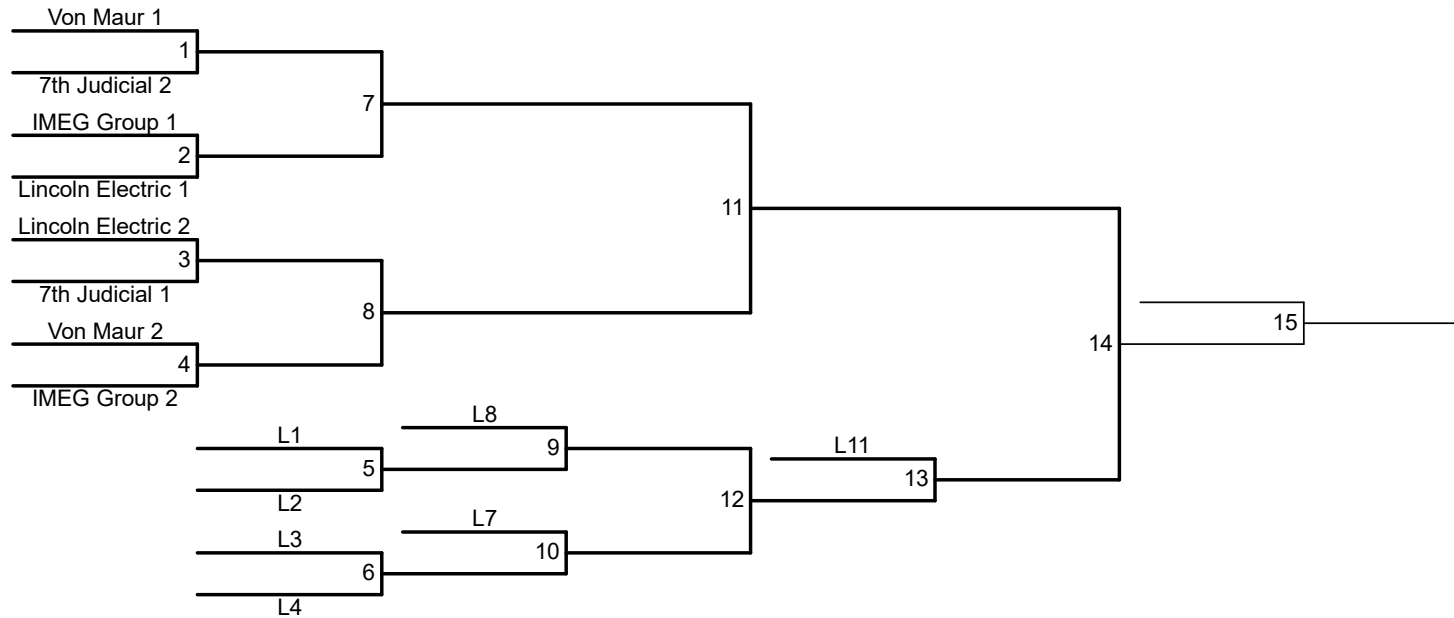 Von Maur 1
1
7th Judicial 2
7
IMEG Group 1
2
Lincoln Electric 1
11
Lincoln Electric 2
3
7th Judicial 1
8
15
Von Maur 2
14
4
IMEG Group 2
L8
L1
9
L11
5
13
L2
12
L7
L3
10
6
L4